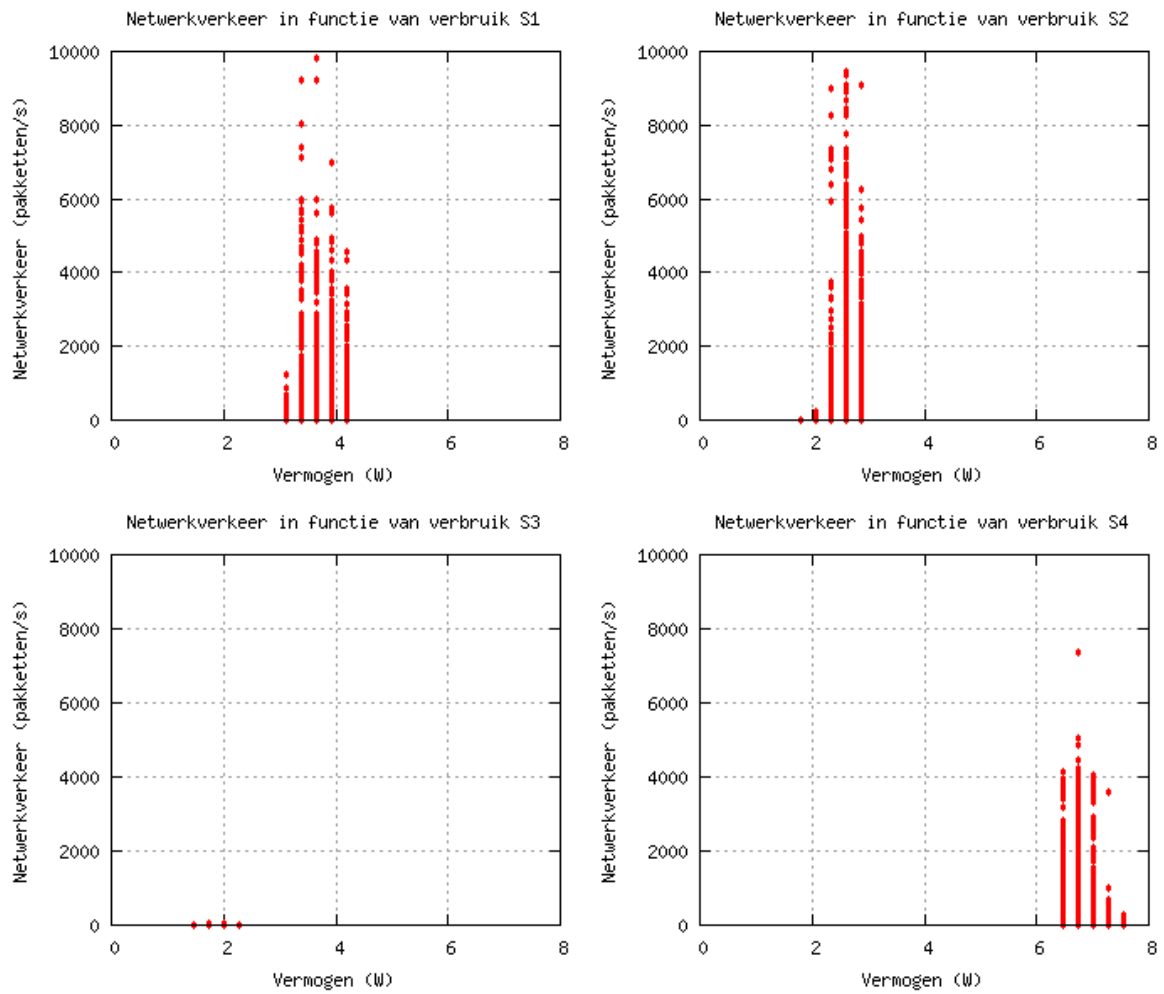 Netwerkverkeer in functie van verbruik S1
10000
8000
6000
4000
2000
0
Netwerkverkeer (pakketten/s)
0 2 4 6 8
Vermogen (W)
Netwerkverkeer in functie van verbruik S2
10000
8000
6000
4000
2000
0
Netwerkverkeer (pakketten/s)
0 2 4 6 8
Vermogen (W)
Netwerkverkeer in functie van verbruik S3
10000
8000
6000
4000
2000
0
Netwerkverkeer (pakketten/s)
0 2 4 6 8
Vermogen (W)
Netwerkverkeer in functie van verbruik S4
10000
8000
6000
4000
2000
0
Netwerkverkeer (pakketten/s)
0 2 4 6 8
Vermogen (W)